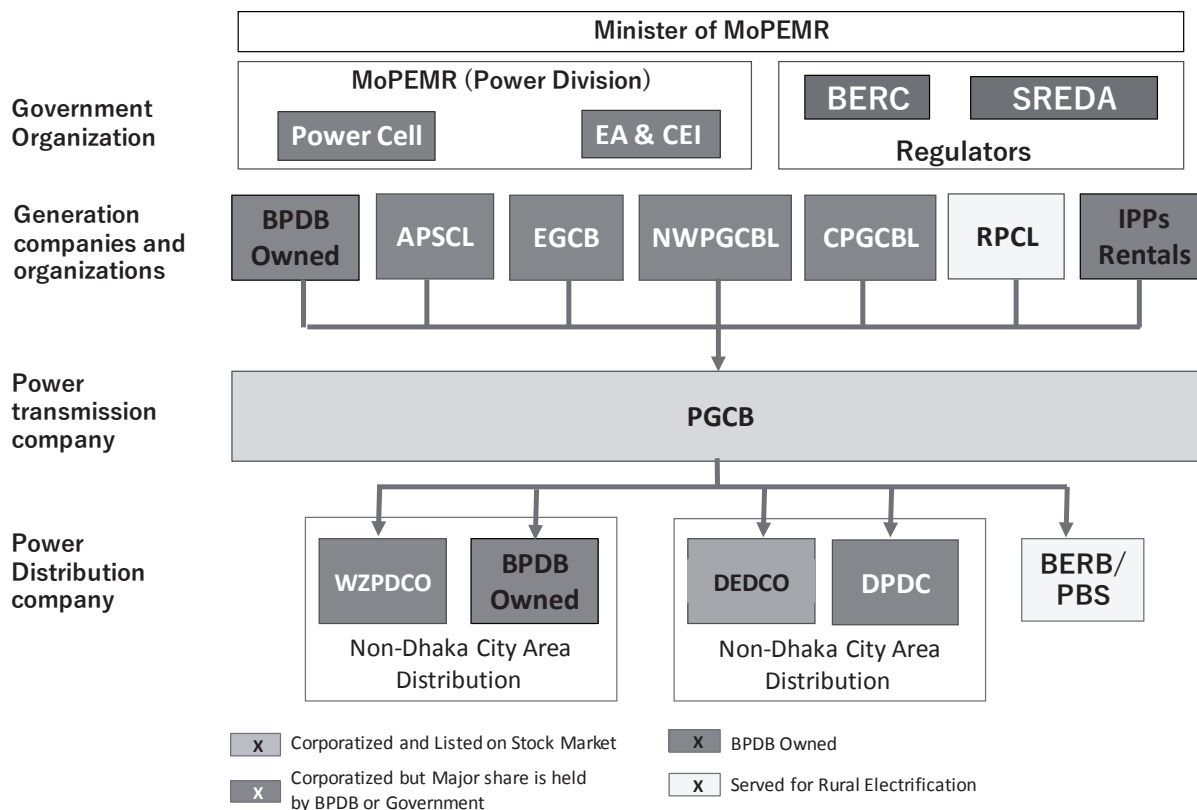 Minister of MoPEMR
Government
Organization
MoPEMR (Power Division)
Power Cell
EA & CEI
BERC
SREDA
Regulators
Generation
companies and
organizations
BPDB
Owned
APSCL
EGCB
NWPGCBL
CPGCBL
RPCL
IPPs
Rentals
Power
transmission
company
PGCB
Power
Distribution
company
WZPDCO
BPDB
Owned
Non-Dhaka City Area
Distribution
DEDCO
DPDC
Non-Dhaka City Area
Distribution
BERB/
PBS
X Corporatized and Listed on Stock Market
X Corporatized but Major share is held
by BPDB or Government
X BPDB Owned
X Served for Rural Electrification